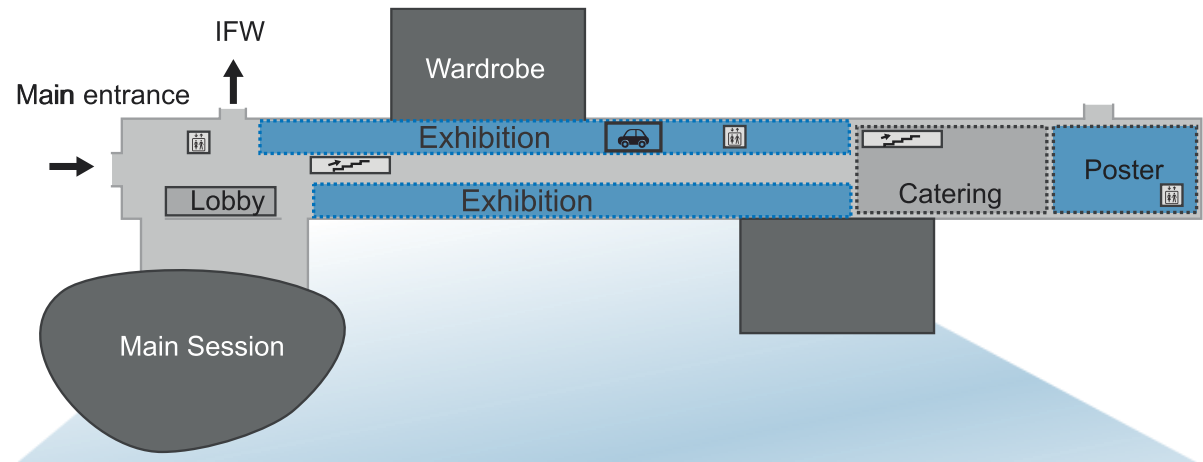 IFW
Wardrobe
Main entrance
Exhibition
Lobby
Exhibition
Catering
Poster
Main Session